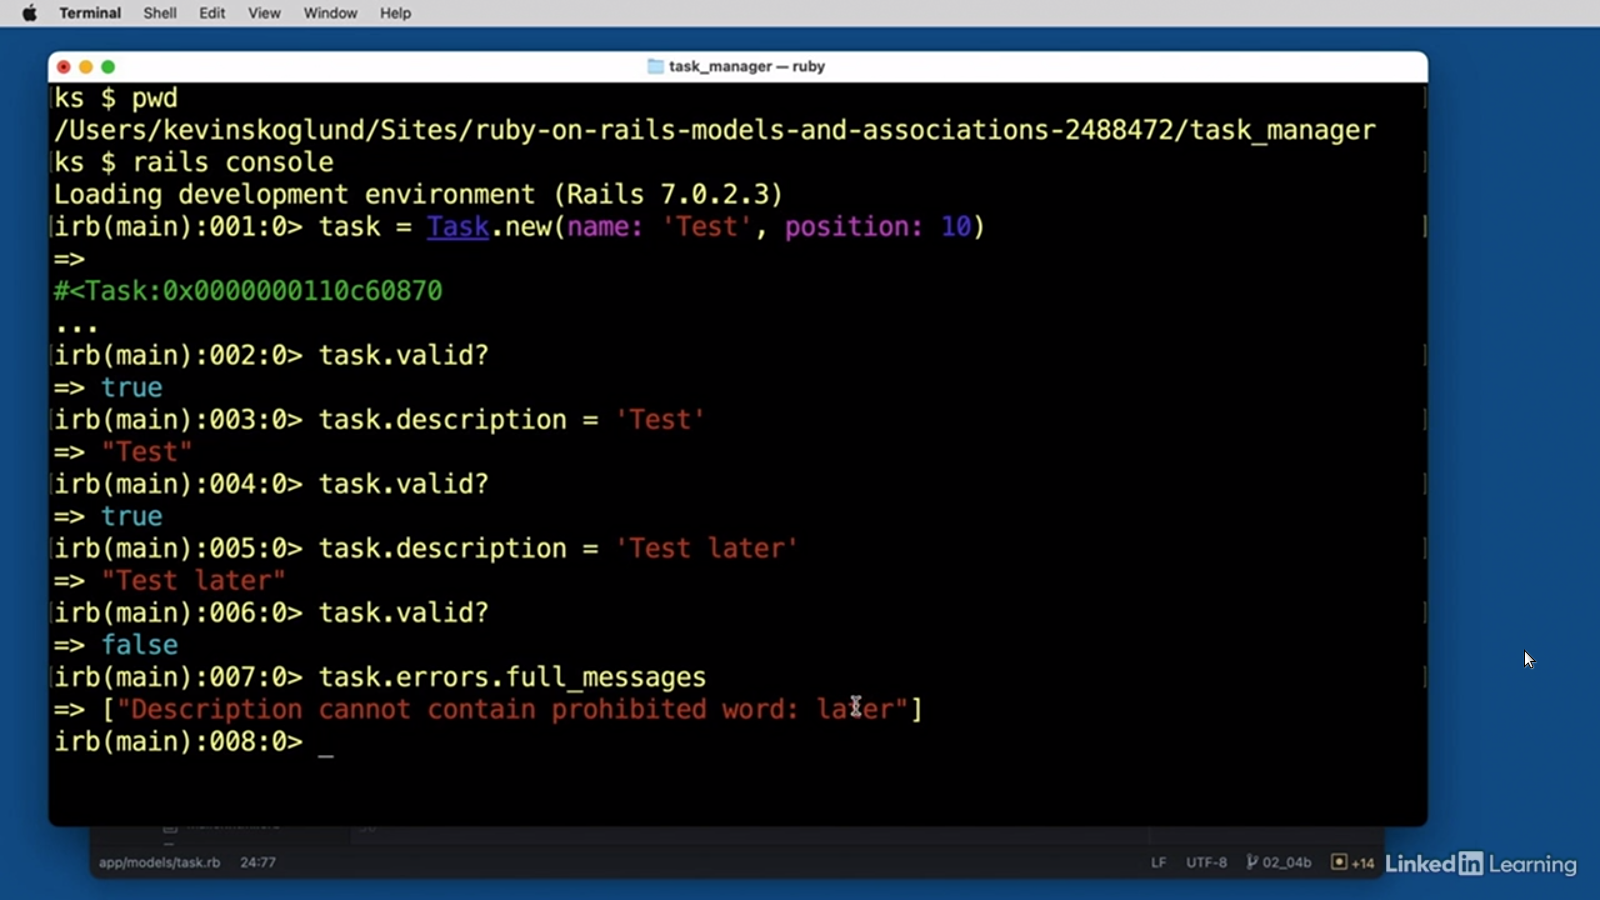 Terminal Shell Edit View Window Help
task_manager — ruby
ks $ pwd
/Users/kevinskoglund/Sites/ruby-on-rails-models-and-associations-2488472/task_manager
ks $ rails console
Loading development environment (Rails 7.0.2.3)
irb(main):001:0> task = Task.new(name: 'Test', position: 10)
=>
#<Task:0x0000000110c60870
...
irb(main):002:0> task.valid?
=> true
irb(main):003:0> task.description = 'Test'
=> "Test"
irb(main):004:0> task.valid?
=> true
irb(main):005:0> task.description = 'Test later'
=> "Test later"
irb(main):006:0> task.valid?
=> false
irb(main):007:0> task.errors.full_messages
=> ["Description cannot contain prohibited word: later"]
irb(main):008:0> _
app/models/task.rb 24:77 LF UTF-8 02_04b +14
LinkedIn Learning